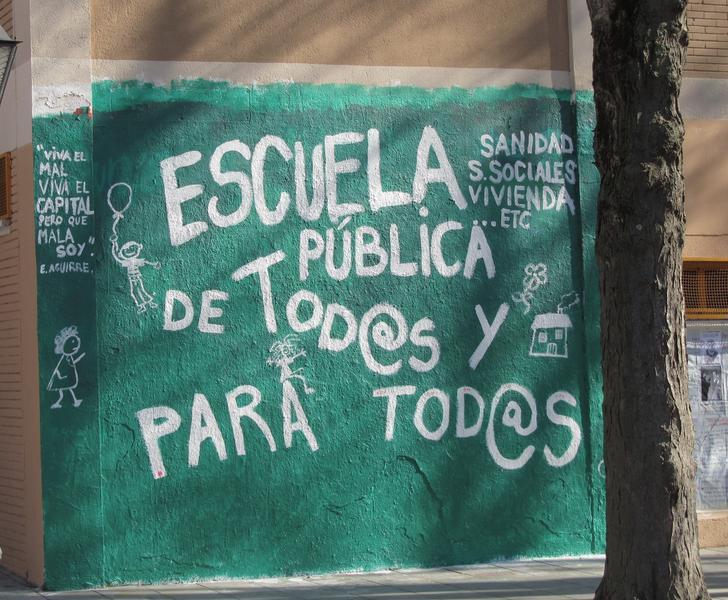 "VIVA EL
MAL
VIVA EL
CAPITAL
PERO QUE
MALA
SOY".
E. AGUIRRE.
ESCUELA
PÚBLICA
DE TOD@S Y
PARA TOD@S
SANIDAD
S. SOCIALES
VIVIENDA
...ETC